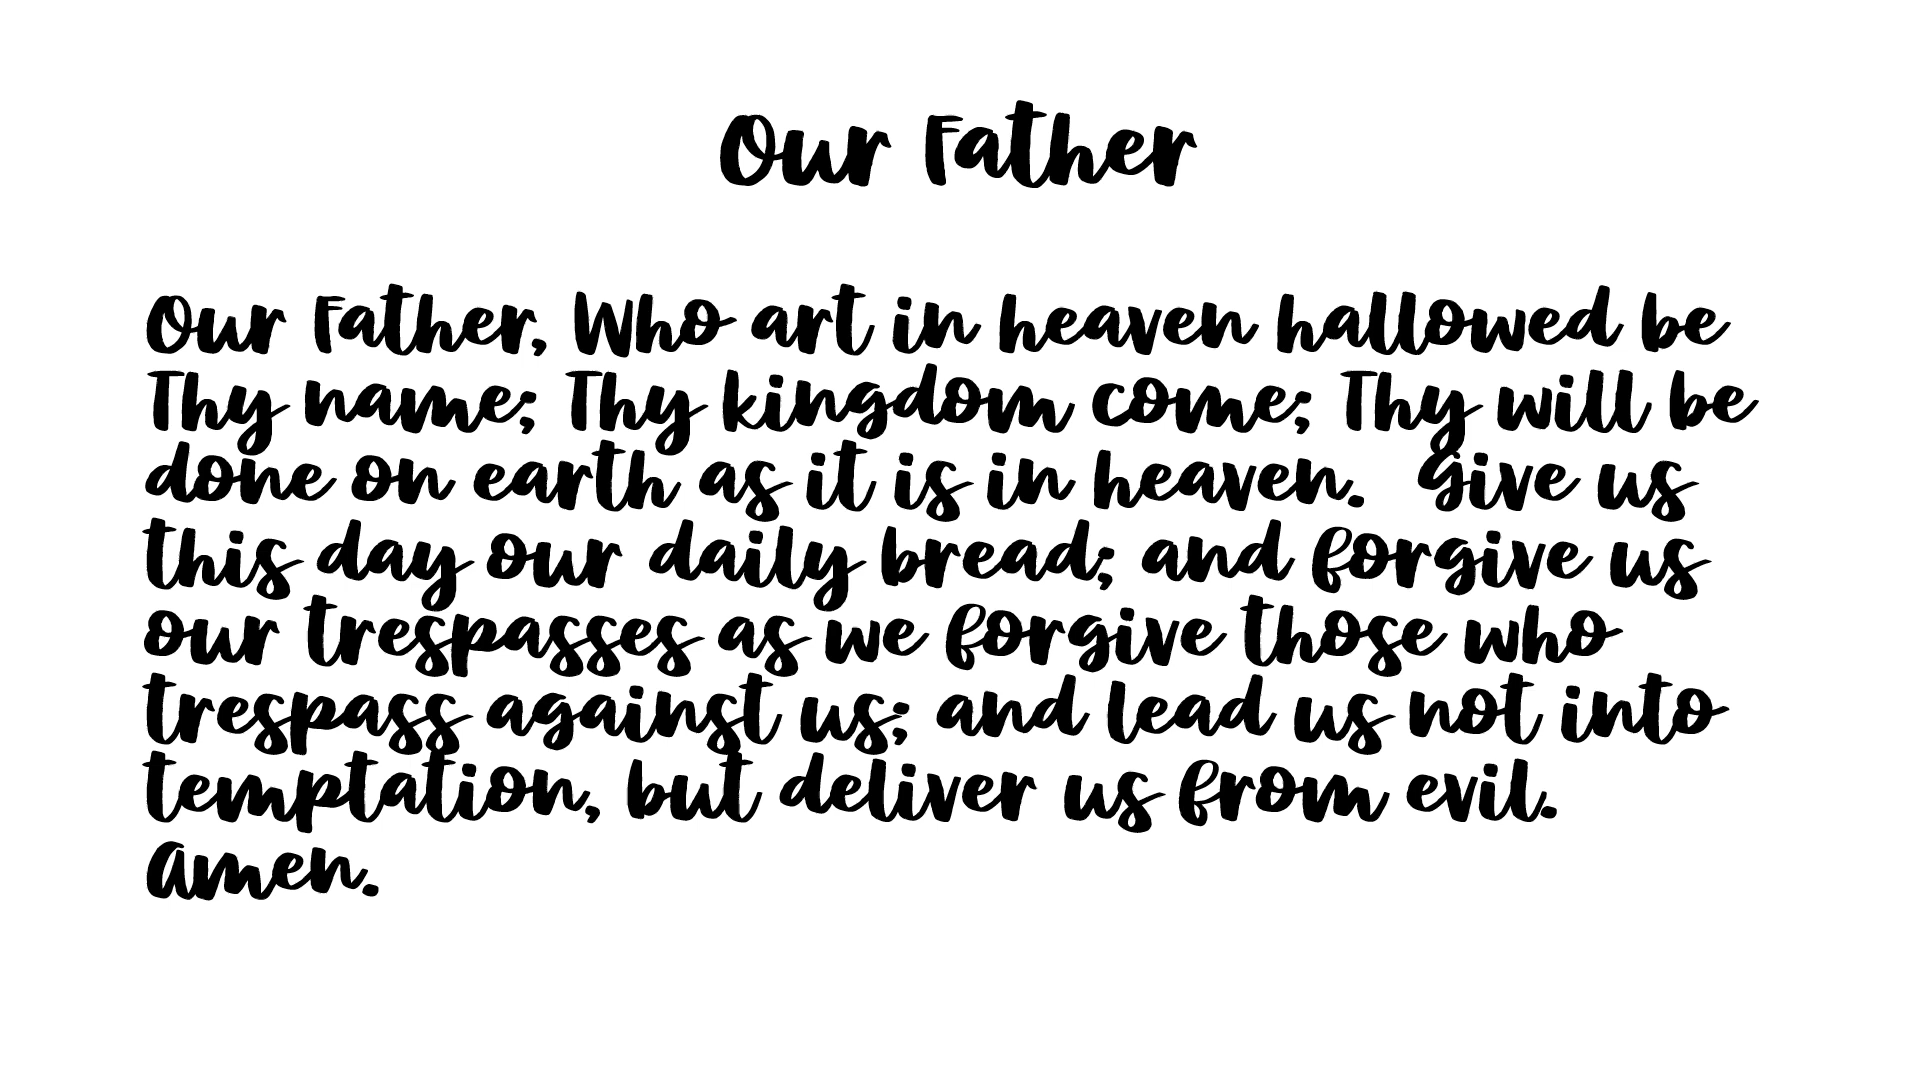 Our Father
Our Father, Who art in heaven hallowed be
Thy name; Thy kingdom come; Thy will be
done on earth as it is in heaven.   Give us
this day our daily bread; and forgive us
our trespasses as we forgive those who
trespass against us; and lead us not into
temptation, but deliver us from evil.
Amen.